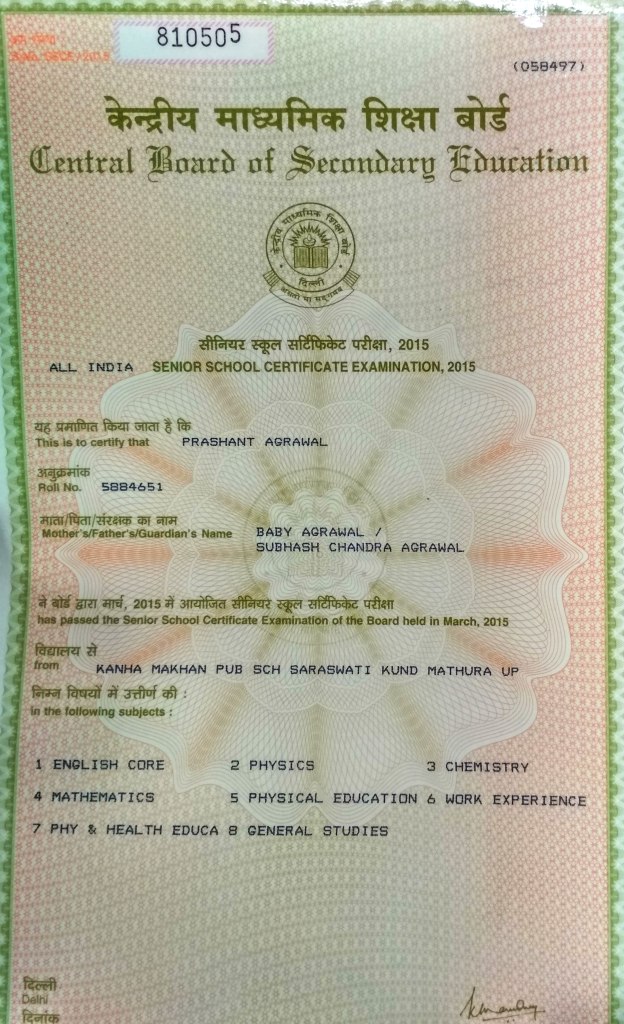 810505
S.No. SSCE/2015
(058497)
केन्द्रीय माध्यमिक शिक्षा बोर्ड
Central Board of Secondary Education
केन्द्रीय माध्यमिक शिक्षा बोर्ड
दिल्ली
असतो मा सद्गमय
सीनियर स्कूल सर्टिफिकेट परीक्षा, 2015
ALL INDIA SENIOR SCHOOL CERTIFICATE EXAMINATION, 2015
यह प्रमाणित किया जाता है कि
This is to certify that PRASHANT AGRAWAL
अनुक्रमांक
Roll No. 5884651
माता/पिता/संरक्षक का नाम
Mother's/Father's/Guardian's Name BABY AGRAWAL /
SUBHASH CHANDRA AGRAWAL
ने बोर्ड द्वारा मार्च, 2015 में आयोजित सीनियर स्कूल सर्टिफिकेट परीक्षा
has passed the Senior School Certificate Examination of the Board held in March, 2015
विद्यालय से
from KANHA MAKHAN PUB SCH SARASWATI KUND MATHURA UP
निम्न विषयों में उत्तीर्ण की :
in the following subjects :
1 ENGLISH CORE 2 PHYSICS 3 CHEMISTRY
4 MATHEMATICS 5 PHYSICAL EDUCATION 6 WORK EXPERIENCE
7 PHY & HEALTH EDUCA 8 GENERAL STUDIES
दिल्ली
Delhi
दिनांक